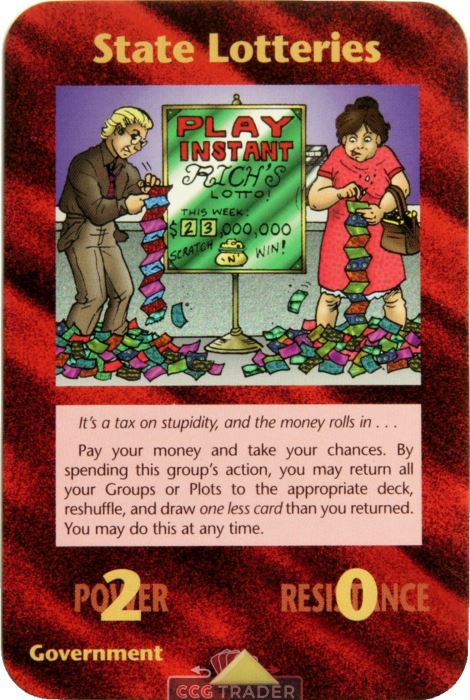 State Lotteries
PLAY
INSTANT
RICH'S
LOTTO!
THIS WEEK:
$23,000,000
SCRATCH 'N' WIN!
It's a tax on stupidity, and the money rolls in . . .
Pay your money and take your chances. By
spending this group's action, you may return all
your Groups or Plots to the appropriate deck,
reshuffle, and draw one less card than you returned.
You may do this at any time.
POWER 2 RESISTANCE 0
Government
CCG TRADER